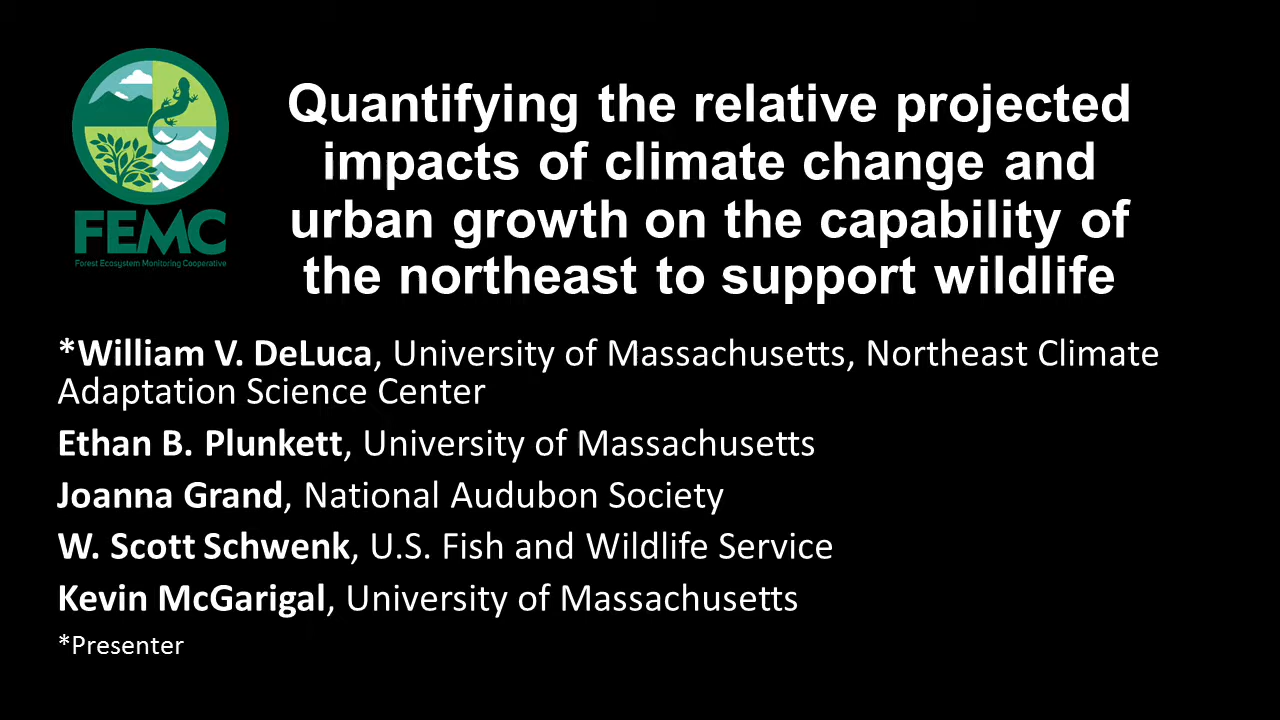 Quantifying the relative projected
impacts of climate change and
urban growth on the capability of
the northeast to support wildlife
FEMC
Forest Ecosystem Monitoring Cooperative
*William V. DeLuca, University of Massachusetts, Northeast Climate
Adaptation Science Center
Ethan B. Plunkett, University of Massachusetts
Joanna Grand, National Audubon Society
W. Scott Schwenk, U.S. Fish and Wildlife Service
Kevin McGarigal, University of Massachusetts
*Presenter